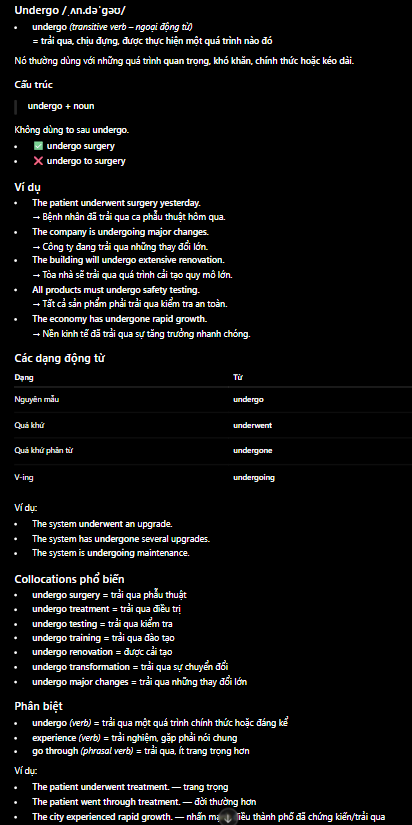 Undergo /ˌʌn.dəˈɡəʊ/
• undergo (transitive verb – ngoại động từ)
= trải qua, chịu đựng, được thực hiện một quá trình nào đó
Nó thường dùng với những quá trình quan trọng, khó khăn, chính thức hoặc kéo dài.
Cấu trúc
undergo + noun
Không dùng to sau undergo.
• ✅ undergo surgery
• ❌ undergo to surgery
Ví dụ
• The patient underwent surgery yesterday.
→ Bệnh nhân đã trải qua ca phẫu thuật hôm qua.
• The company is undergoing major changes.
→ Công ty đang trải qua những thay đổi lớn.
• The building will undergo extensive renovation.
→ Tòa nhà sẽ trải qua quá trình cải tạo quy mô lớn.
• All products must undergo safety testing.
→ Tất cả sản phẩm phải trải qua kiểm tra an toàn.
• The economy has undergone rapid growth.
→ Nền kinh tế đã trải qua sự tăng trưởng nhanh chóng.
Các dạng động từ
Dạng Từ
Nguyên mẫu undergo
Quá khứ underwent
Quá khứ phân từ undergone
V-ing undergoing
Ví dụ:
• The system underwent an upgrade.
• The system has undergone several upgrades.
• The system is undergoing maintenance.
Collocations phổ biến
• undergo surgery = trải qua phẫu thuật
• undergo treatment = trải qua điều trị
• undergo testing = trải qua kiểm tra
• undergo training = trải qua đào tạo
• undergo renovation = được cải tạo
• undergo transformation = trải qua sự chuyển đổi
• undergo major changes = trải qua những thay đổi lớn
Phân biệt
• undergo (verb) = trải qua một quá trình chính thức hoặc đáng kể
• experience (verb) = trải nghiệm, gặp phải nói chung
• go through (phrasal verb) = trải qua, ít trang trọng hơn
Ví dụ:
• The patient underwent treatment. — trang trọng
• The patient went through treatment. — đời thường hơn
• The city experienced rapid growth. — nhấn thành phố đã chứng kiến/trải qua